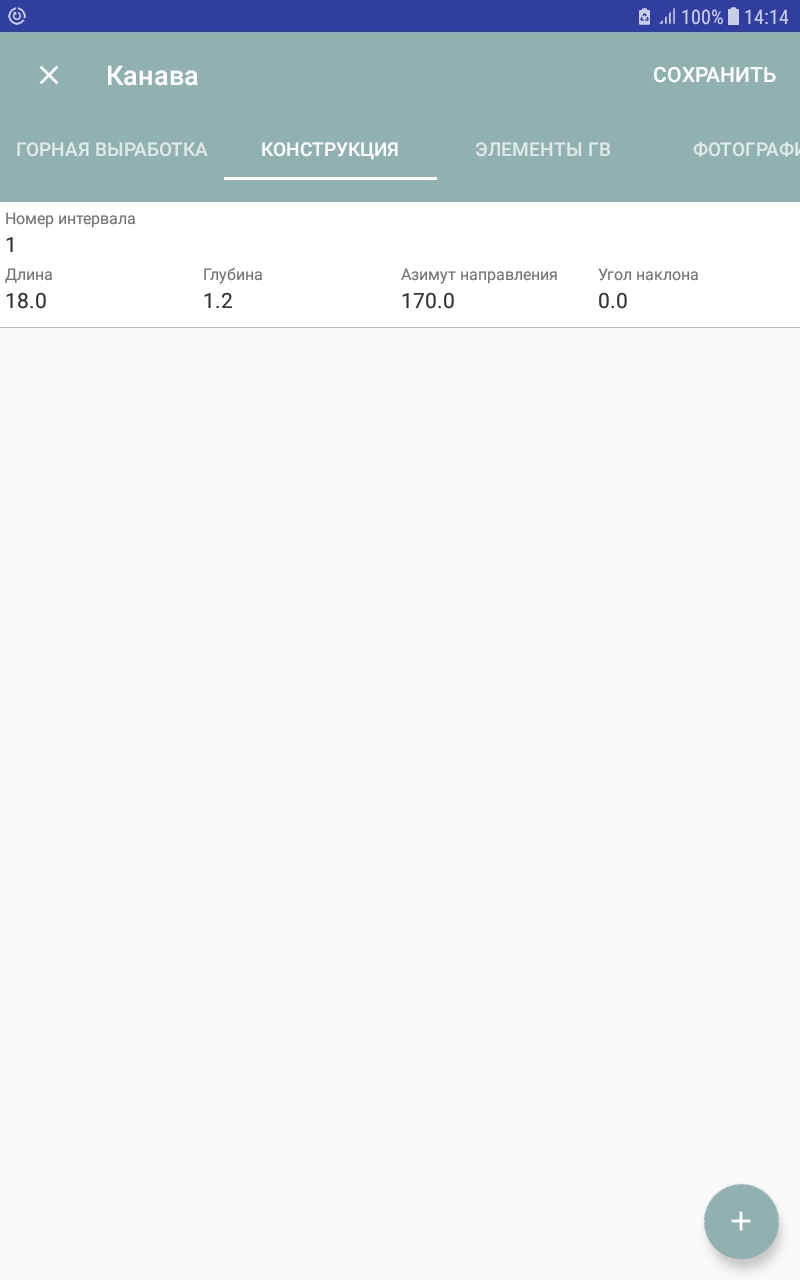 100% 14:14
Канава СОХРАНИТЬ
ГОРНАЯ ВЫРАБОТКА КОНСТРУКЦИЯ ЭЛЕМЕНТЫ ГВ ФОТОГРАФИ
Номер интервала
1
Длина Глубина Азимут направления Угол наклона
18.0 1.2 170.0 0.0